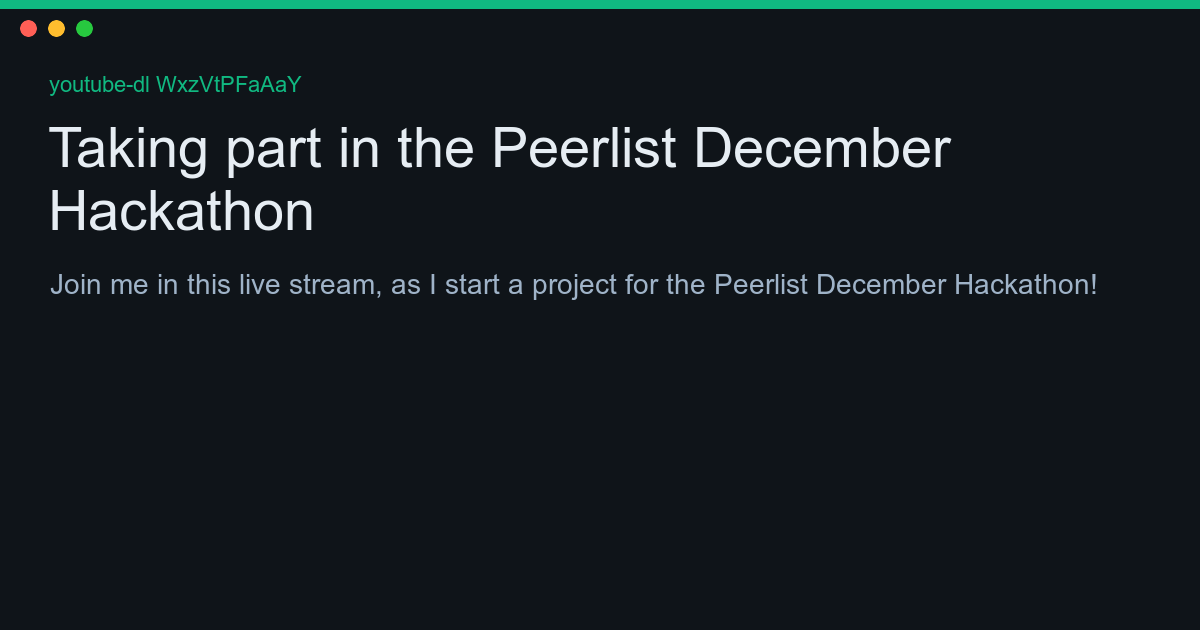 youtube-dl WxzVtPFaAaY
Taking part in the Peerlist December
Hackathon
Join me in this live stream, as I start a project for the Peerlist December Hackathon!